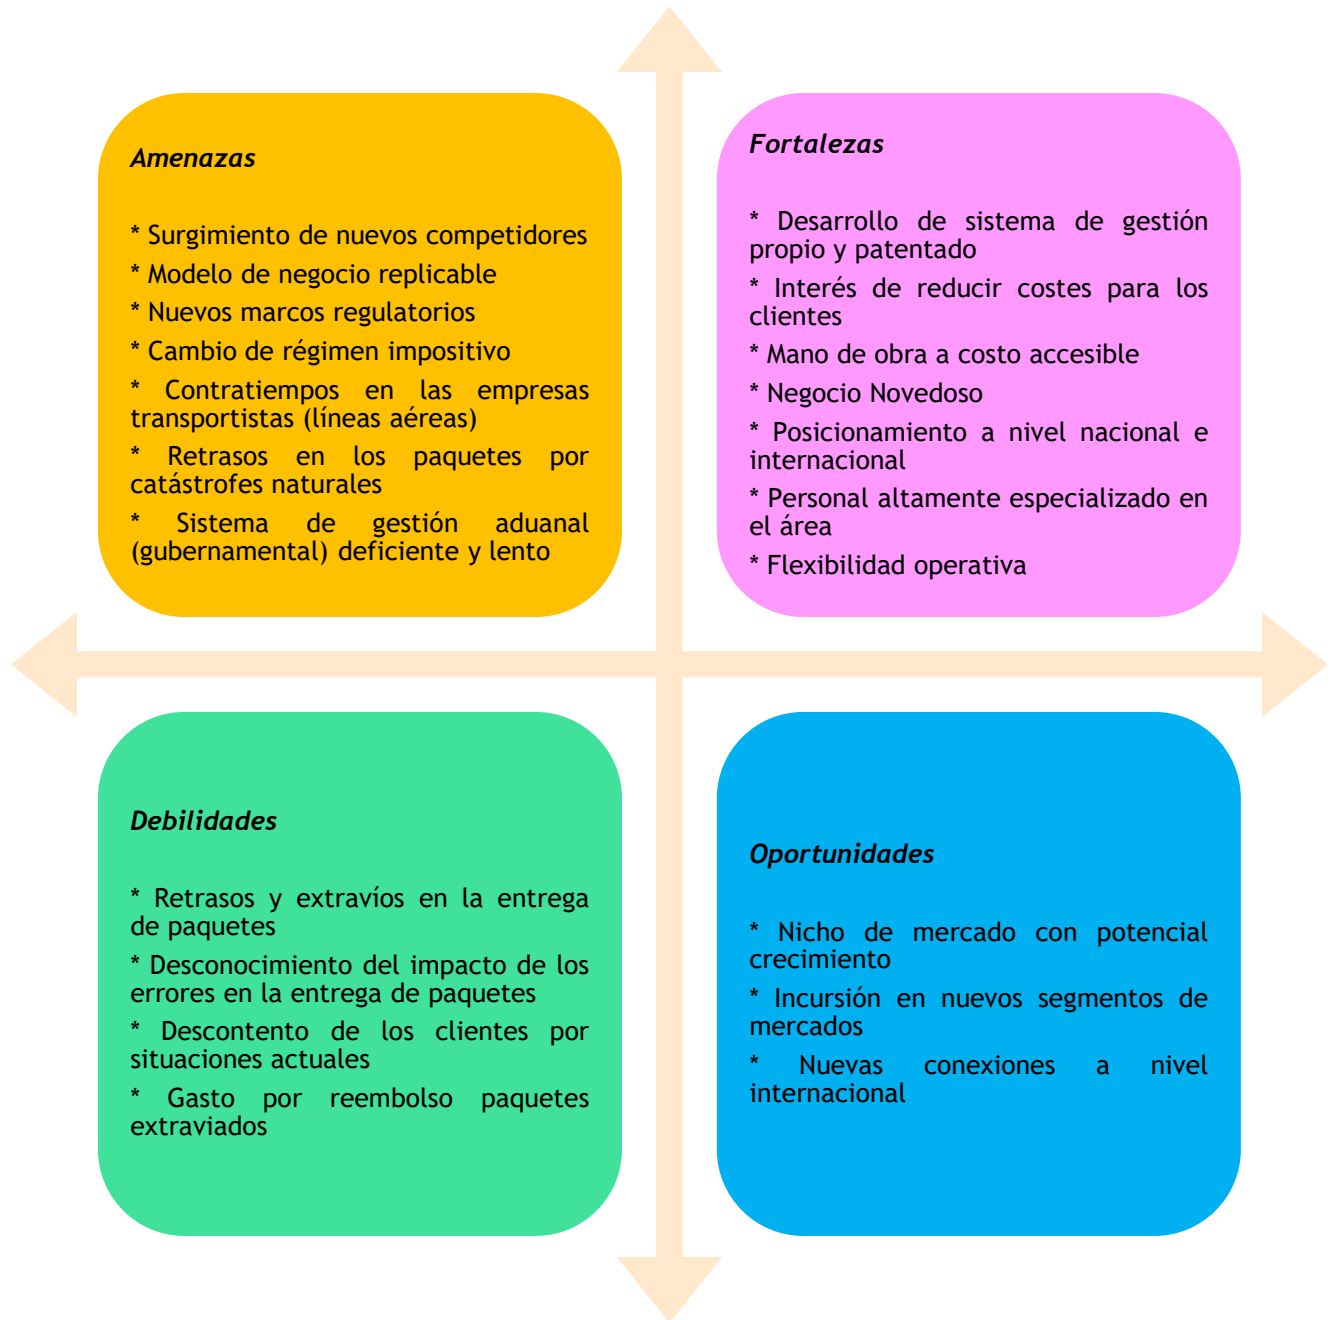 Amenazas
* Surgimiento de nuevos competidores
* Modelo de negocio replicable
* Nuevos marcos regulatorios
* Cambio de régimen impositivo
* Contratiempos en las empresas
transportistas (líneas aéreas)
* Retrasos en los paquetes por
catástrofes naturales
* Sistema de gestión aduanal
(gubernamental) deficiente y lento
Fortalezas
* Desarrollo de sistema de gestión
propio y patentado
* Interés de reducir costes para los
clientes
* Mano de obra a costo accesible
* Negocio Novedoso
* Posicionamiento a nivel nacional e
internacional
* Personal altamente especializado en
el área
* Flexibilidad operativa
Debilidades
* Retrasos y extravíos en la entrega
de paquetes
* Desconocimiento del impacto de los
errores en la entrega de paquetes
* Descontento de los clientes por
situaciones actuales
* Gasto por reembolso paquetes
extraviados
Oportunidades
* Nicho de mercado con potencial
crecimiento
* Incursión en nuevos segmentos de
mercados
* Nuevas conexiones a nivel
internacional